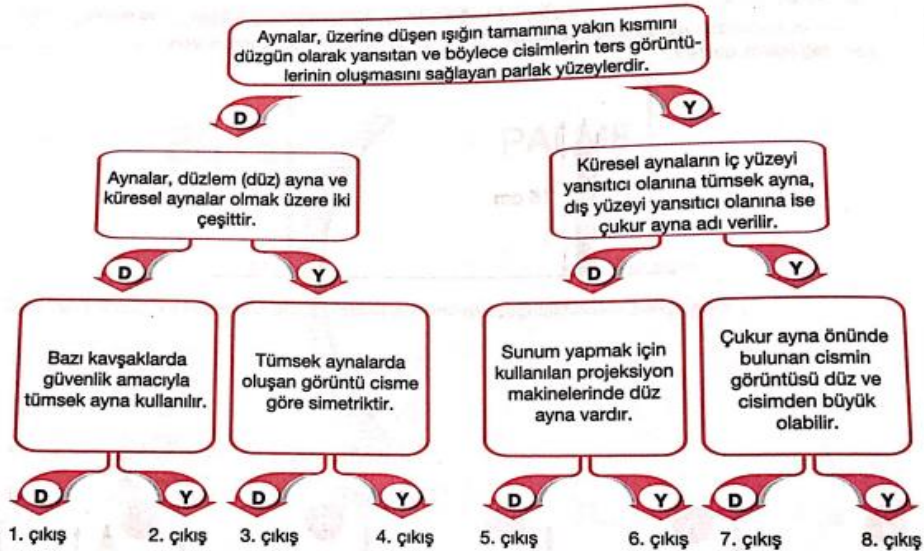 Aynalar, üzerine düşen ışığın tamamına yakın kısmını
düzgün olarak yansıtan ve böylece cisimlerin ters görüntü-
lerinin oluşmasını sağlayan parlak yüzeylerdir.
D
Y
Aynalar, düzlem (düz) ayna ve
küresel aynalar olmak üzere iki
çeşittir.
Küresel aynaların iç yüzeyi
yansıtıcı olanına tümsek ayna,
dış yüzeyi yansıtıcı olanına ise
çukur ayna adı verilir.
D
Y
D
Y
Bazı kavşaklarda
güvenlik amacıyla
tümsek ayna kullanılır.
Tümsek aynalarda
oluşan görüntü cisme
göre simetriktir.
Sunum yapmak için
kullanılan projeksiyon
makinelerinde düz
ayna vardır.
Çukur ayna önünde
bulunan cismin
görüntüsü düz ve
cisimden büyük
olabilir.
D
Y
D
Y
D
Y
D
Y
1. çıkış
2. çıkış
3. çıkış
4. çıkış
5. çıkış
6. çıkış
7. çıkış
8. çıkış